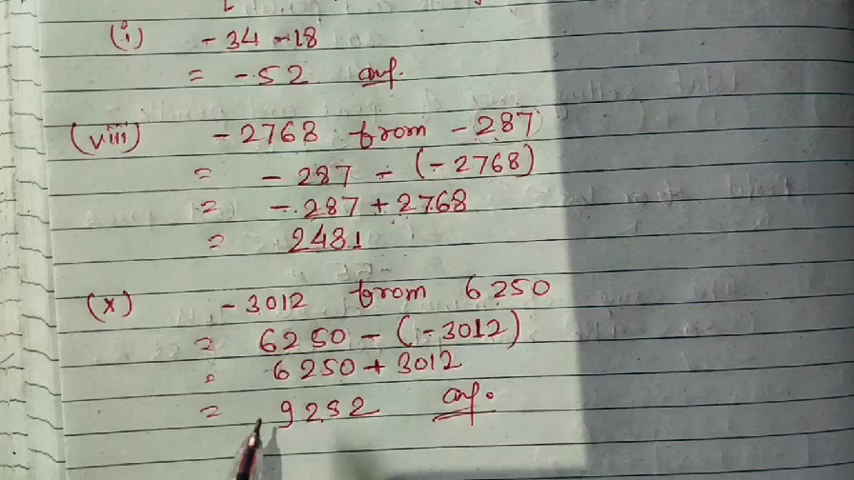 (i) -34 -18
= -52 ans.
(viii) -2768 from -287
= -287 - (-2768)
= -287 + 2768
= 2481
(x) -3012 from 6250
= 6250 - (-3012)
= 6250 + 3012
= 9252 ans.